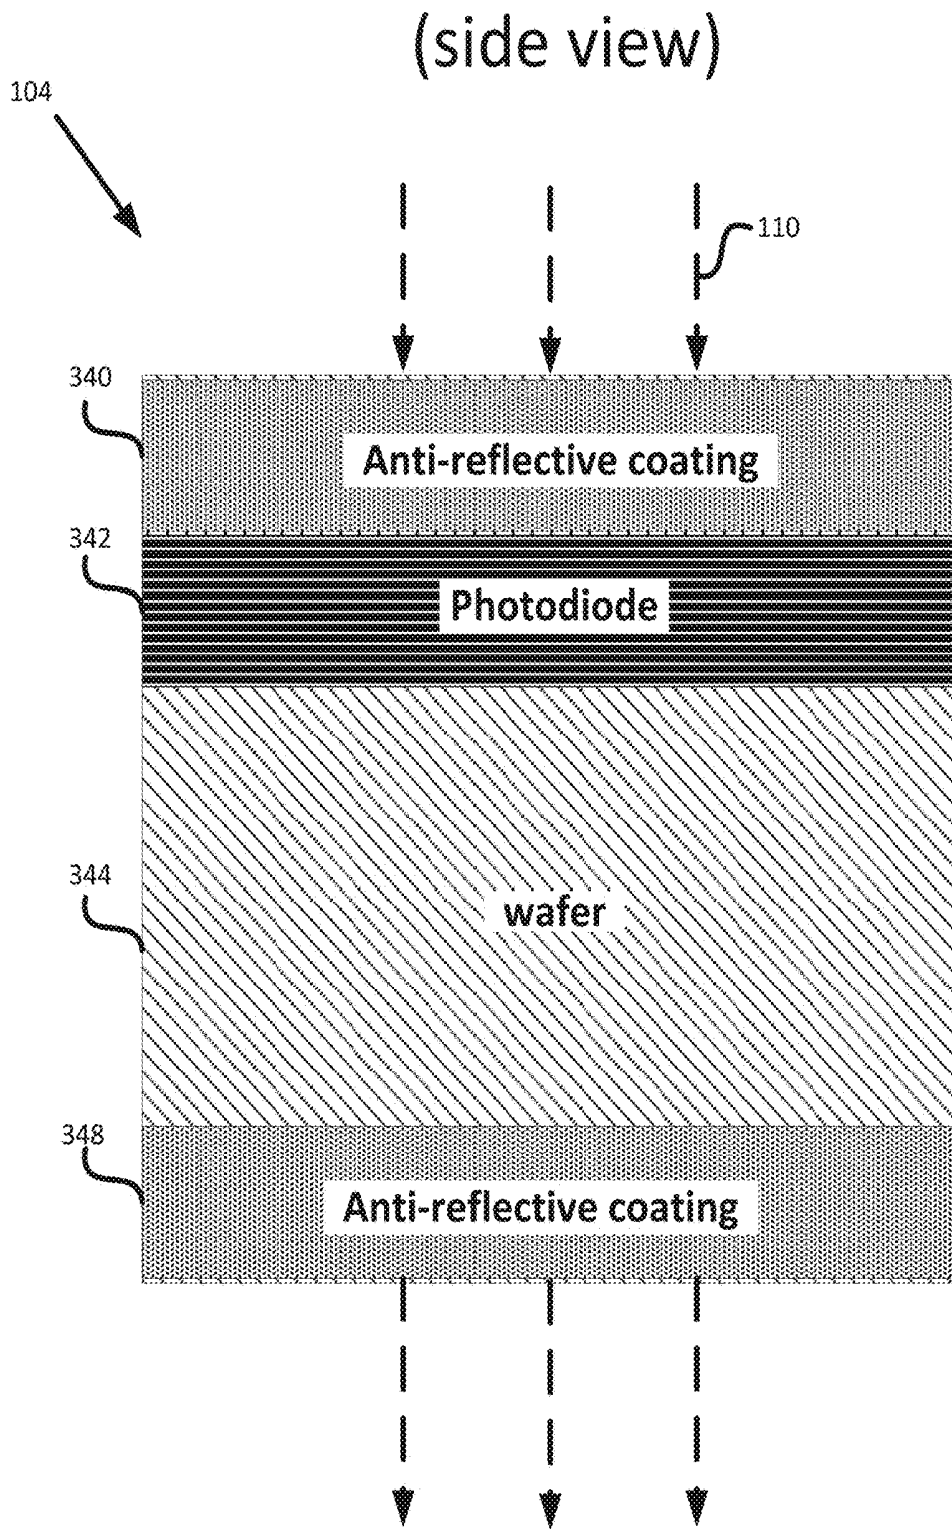 (side view)
104
110
340
Anti-reflective coating
342
Photodiode
344
wafer
348
Anti-reflective coating